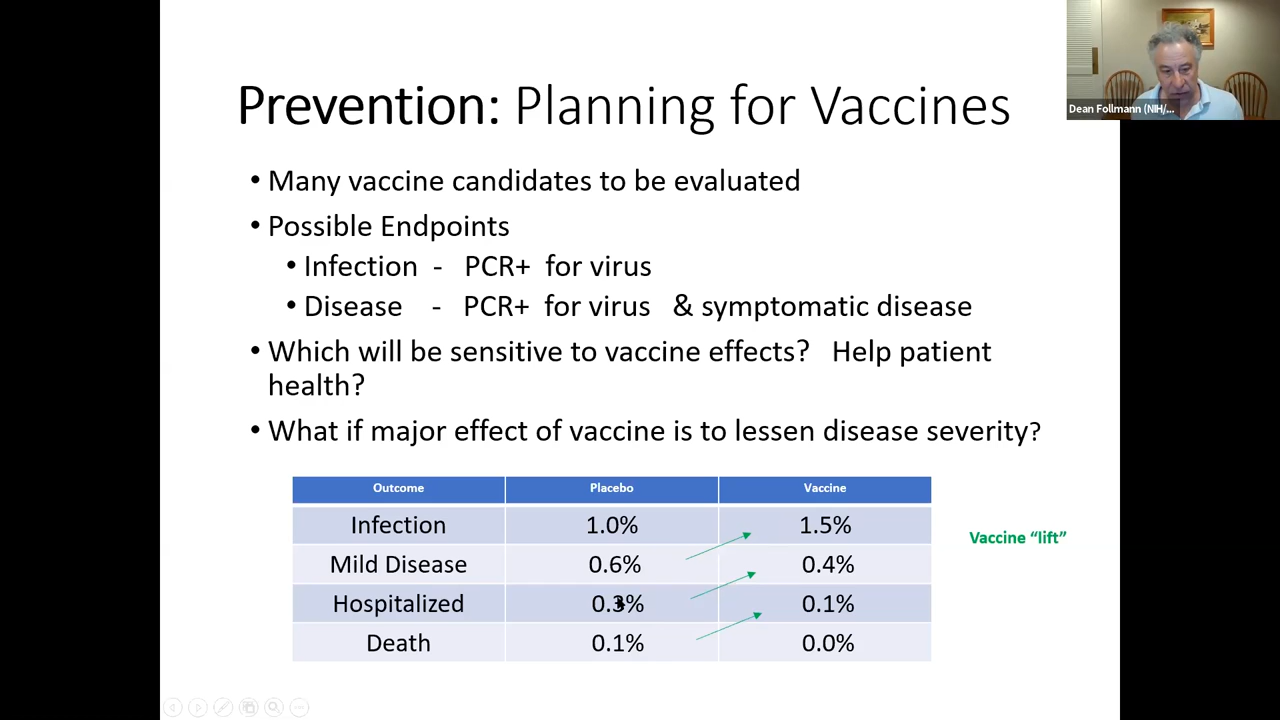 Prevention: Planning for Vaccines
Dean Follmann (NIH/...
• Many vaccine candidates to be evaluated
• Possible Endpoints
• Infection - PCR+ for virus
• Disease - PCR+ for virus & symptomatic disease
• Which will be sensitive to vaccine effects? Help patient
health?
• What if major effect of vaccine is to lessen disease severity?
Outcome Placebo Vaccine
Infection 1.0% 1.5%
Vaccine “lift”
Mild Disease 0.6% 0.4%
Hospitalized 0.3% 0.1%
Death 0.1% 0.0%